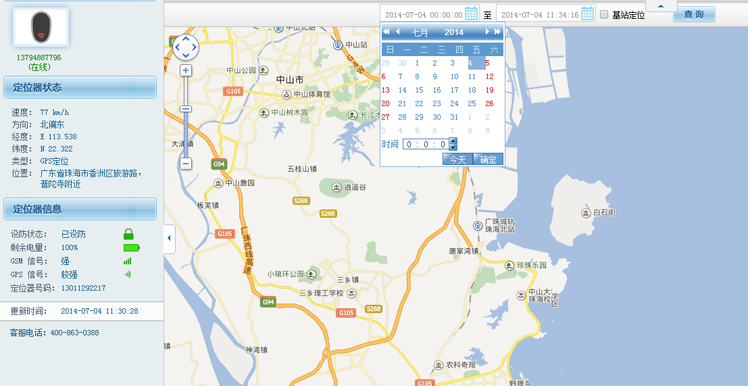 2014-07-04 00:00:00 至 2014-07-04 11:34:16 基站定位 查 询
13794887796
(在线)
定位器状态
速度: 77 km/h
方向: 北偏东
经度: E 113.538
纬度: N 22.322
类型: GPS定位
位置: 广东省珠海市香洲区旅游路,
普陀寺附近
定位器信息
设防状态: 已设防
剩余电量: 100%
GSM 信号: 强
GPS 信号: 较强
定位器号码: 13011292217
更新时间: 2014-07-04 11:30:28
客服电话: 400-863-0388
七月 2014
日 一 二 三 四 五 六
29 30 1 2 3 4 5
6 7 8 9 10 11 12
13 14 15 16 17 18 19
20 21 22 23 24 25 26
27 28 29 30 31 1 2
3 4 5 6 7 8 9
时间 0 : 0 : 0
今天 确定
中山北站
中山站
中山公园
中山市
G105
中山体育馆
中山树木园
长江
大涌镇
G94
中山詹园
五桂山镇
逍遥谷
板芙镇
S268
S268
G105
广珠西线高速
广珠城轨
珠海北站
白石街
唐家湾镇
珍珠乐园
小琅环公园
三乡镇
三乡理工学校
中山大学
珠海校区
G94
S268
G105
神湾镇
G105
农科奇观
野狸岛